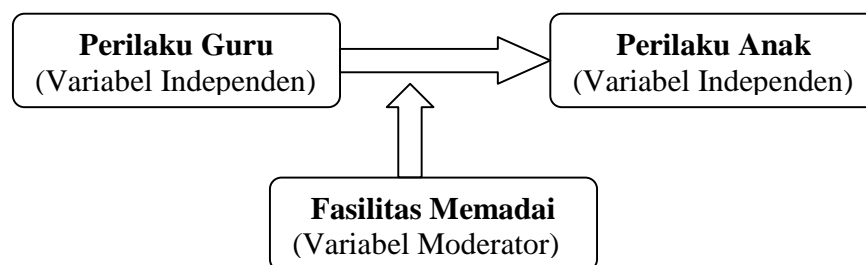 Perilaku Guru
(Variabel Independen)
Perilaku Anak
(Variabel Independen)
Fasilitas Memadai
(Variabel Moderator)